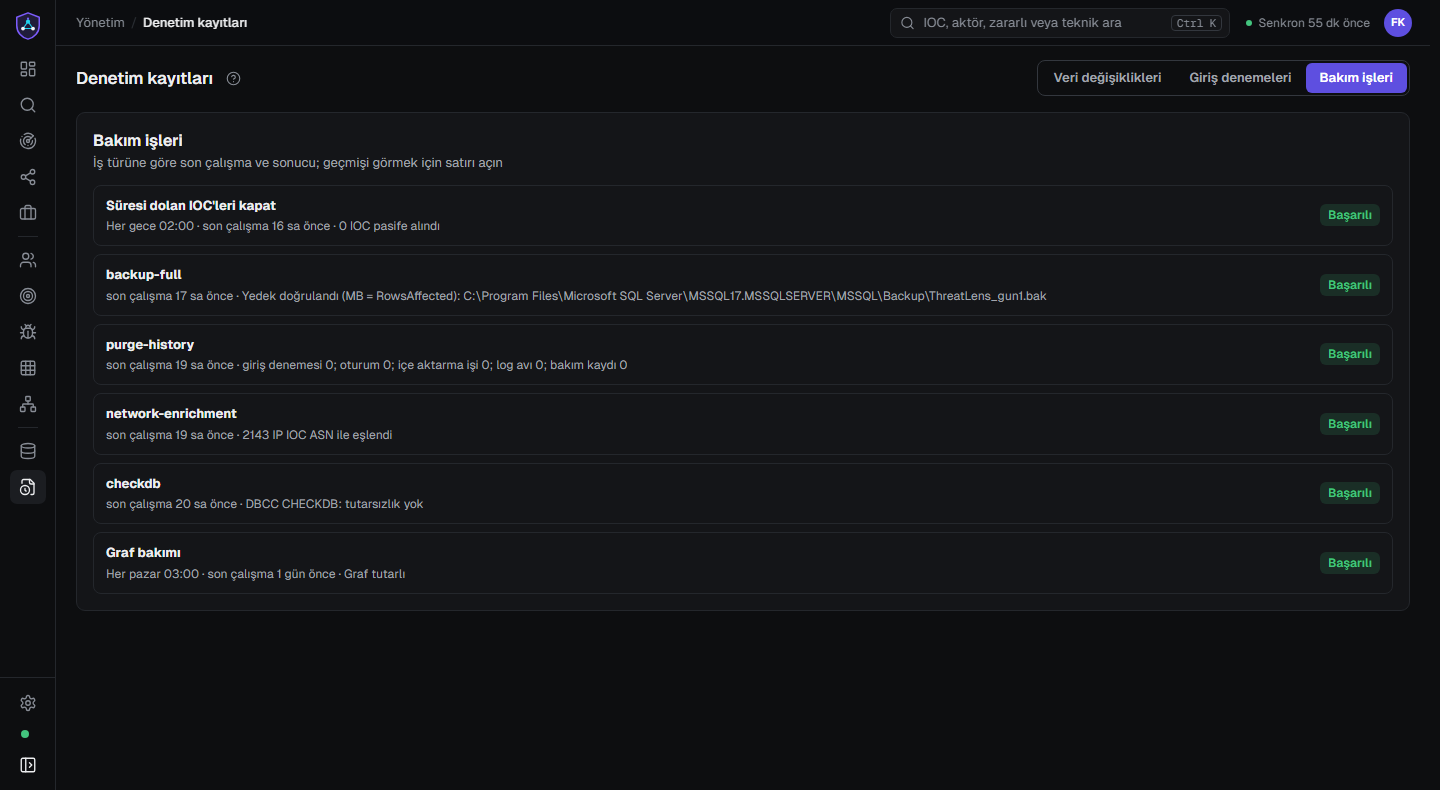 Yönetim / Denetim kayıtları
IOC, aktör, zararlı veya teknik ara
Ctrl K
Senkron 55 dk önce
FK
Denetim kayıtları
Veri değişiklikleri
Giriş denemeleri
Bakım işleri
Bakım işleri
İş türüne göre son çalışma ve sonucu; geçmişi görmek için satırı açın
Süresi dolan IOC'leri kapat
Her gece 02:00 · son çalışma 16 sa önce · 0 IOC pasife alındı
Başarılı
backup-full
son çalışma 17 sa önce · Yedek doğrulandı (MB = RowsAffected): C:\Program Files\Microsoft SQL Server\MSSQL17.MSSQLSERVER\MSSQL\Backup\ThreatLens_gun1.bak
Başarılı
purge-history
son çalışma 19 sa önce · giriş denemesi 0; oturum 0; içe aktarma işi 0; log avı 0; bakım kaydı 0
Başarılı
network-enrichment
son çalışma 19 sa önce · 2143 IP IOC ASN ile eşlendi
Başarılı
checkdb
son çalışma 20 sa önce · DBCC CHECKDB: tutarsızlık yok
Başarılı
Graf bakımı
Her pazar 03:00 · son çalışma 1 gün önce · Graf tutarlı
Başarılı